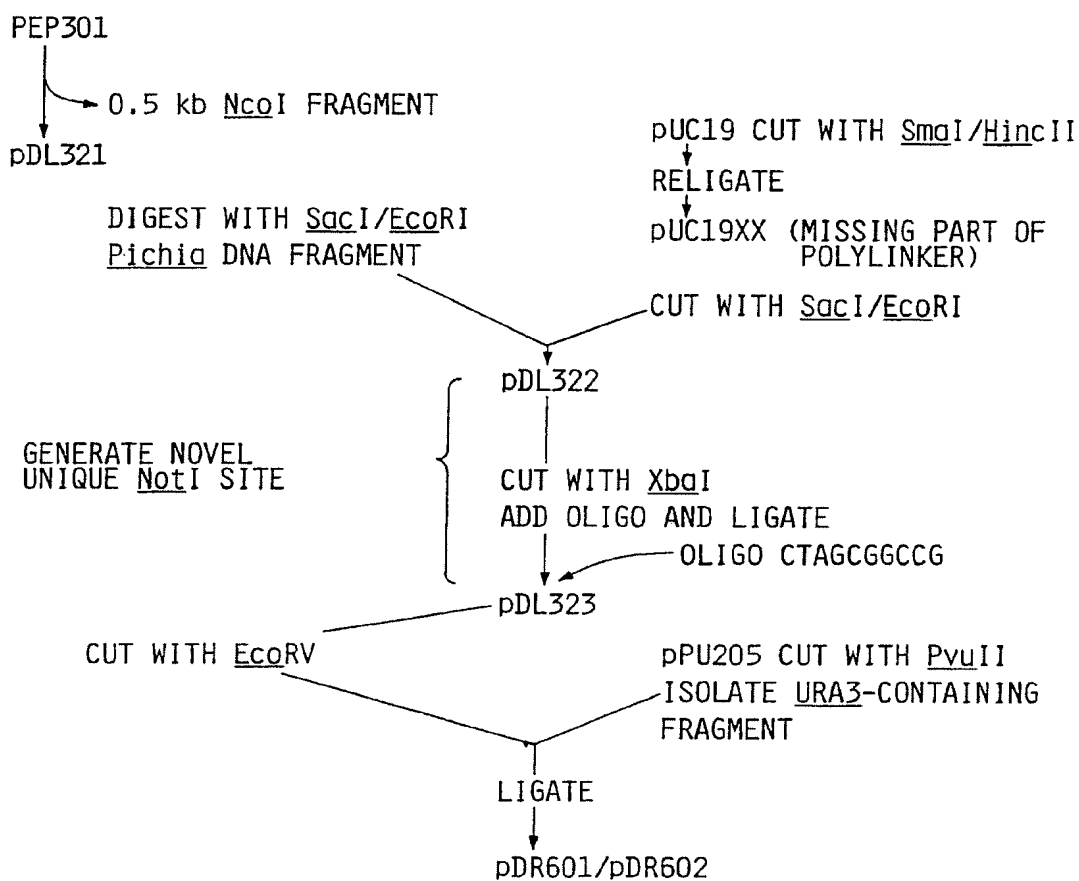 PEP301
0.5 kb NcoI FRAGMENT
pDL321
pUC19 CUT WITH SmaI/HincII
RELIGATE
pUC19XX (MISSING PART OF
POLYLINKER)
DIGEST WITH SacI/EcoRI
Pichia DNA FRAGMENT
CUT WITH SacI/EcoRI
pDL322
GENERATE NOVEL
UNIQUE NotI SITE
CUT WITH XbaI
ADD OLIGO AND LIGATE
OLIGO CTAGCGGCCG
pDL323
CUT WITH EcoRV
pPU205 CUT WITH PvuII
ISOLATE URA3-CONTAINING
FRAGMENT
LIGATE
pDR601/pDR602